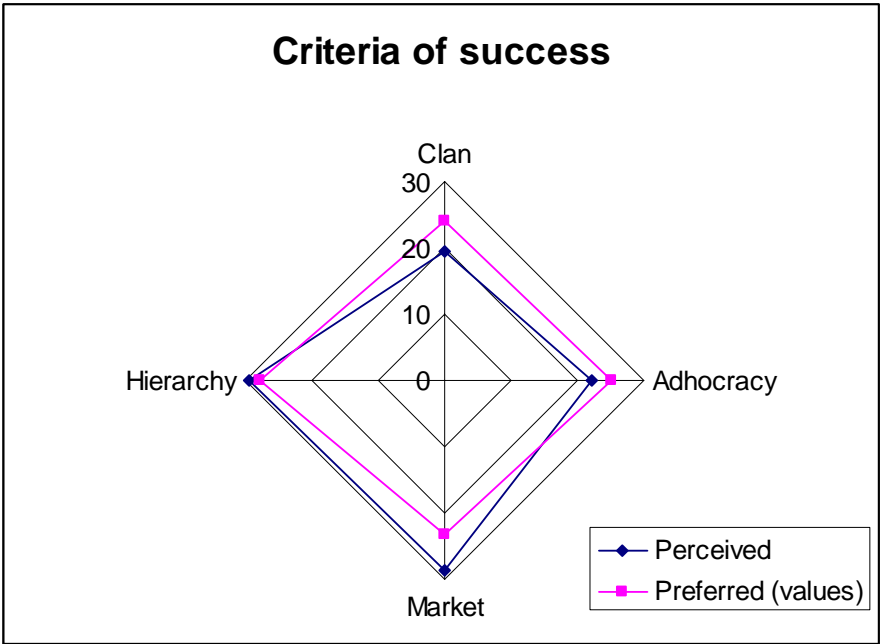 Criteria of success
Clan
30
20
10
0
Hierarchy
Adhocracy
Market
Perceived
Preferred (values)